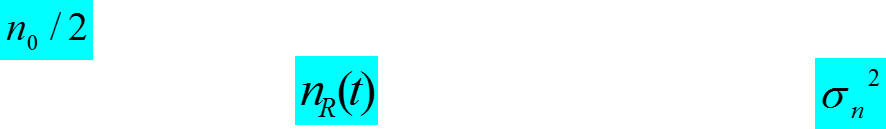 n₀ / 2
n_R(t) σ_n²